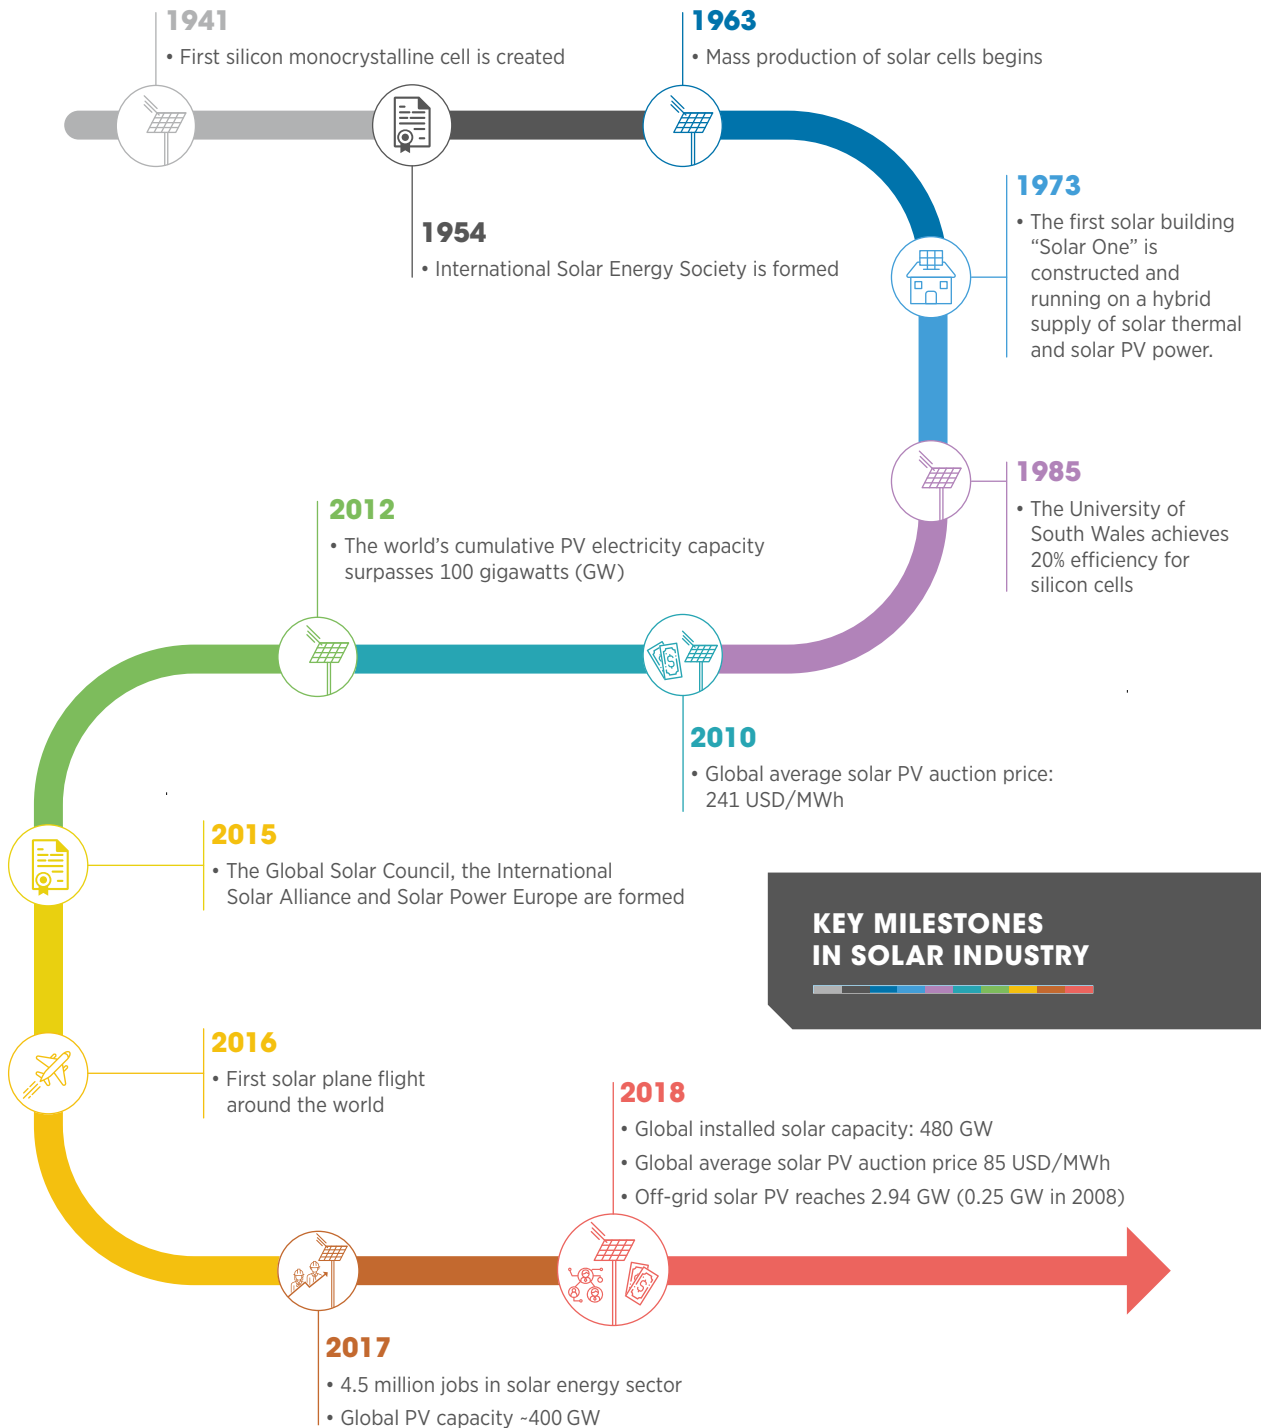 1941
• First silicon monocrystalline cell is created
1963
• Mass production of solar cells begins
1954
• International Solar Energy Society is formed
1973
• The first solar building
“Solar One” is
constructed and
running on a hybrid
supply of solar thermal
and solar PV power.
1985
• The University of
South Wales achieves
20% efficiency for
silicon cells
2012
• The world’s cumulative PV electricity capacity
surpasses 100 gigawatts (GW)
2010
• Global average solar PV auction price:
241 USD/MWh
2015
• The Global Solar Council, the International
Solar Alliance and Solar Power Europe are formed
KEY MILESTONES
IN SOLAR INDUSTRY
2016
• First solar plane flight
around the world
2018
• Global installed solar capacity: 480 GW
• Global average solar PV auction price 85 USD/MWh
• Off-grid solar PV reaches 2.94 GW (0.25 GW in 2008)
2017
• 4.5 million jobs in solar energy sector
• Global PV capacity ~400 GW